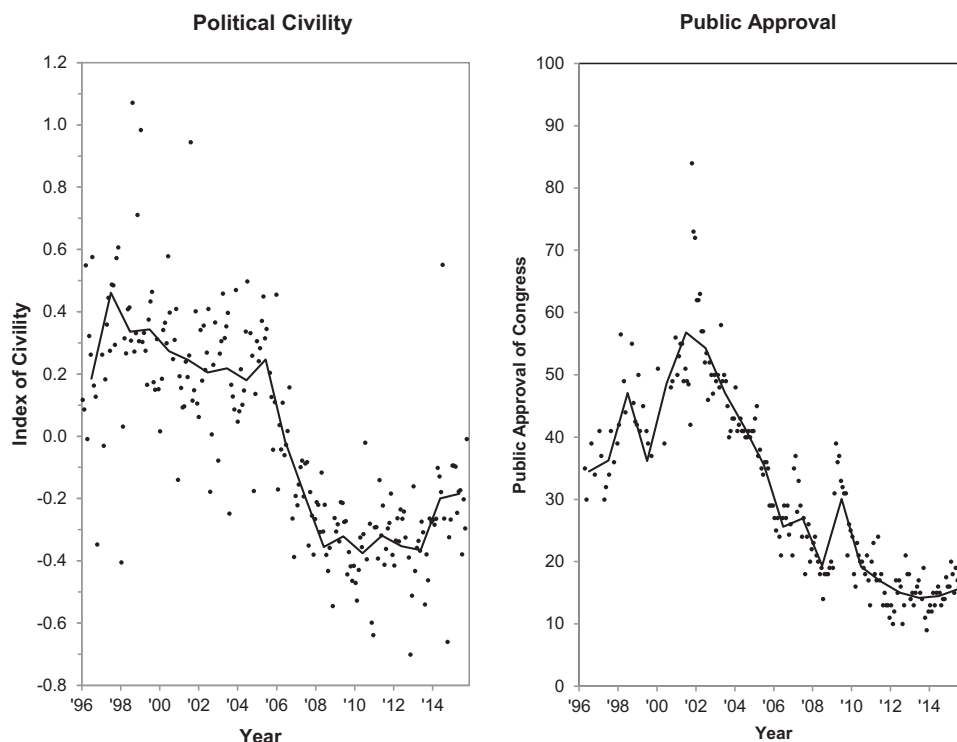 Political Civility
1.2
1.0
0.8
0.6
0.4
0.2
0.0
-0.2
-0.4
-0.6
-0.8
Index of Civility
'96 '98 '00 '02 '04 '06 '08 '10 '12 '14
Year
Public Approval
100
90
80
70
60
50
40
30
20
10
0
Public Approval of Congress
'96 '98 '00 '02 '04 '06 '08 '10 '12 '14
Year